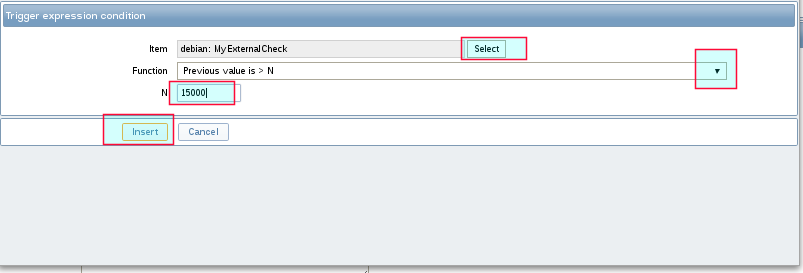 Trigger expression condition
Item debian: MyExternalCheck Select
Function Previous value is > N
N 15000
Insert Cancel